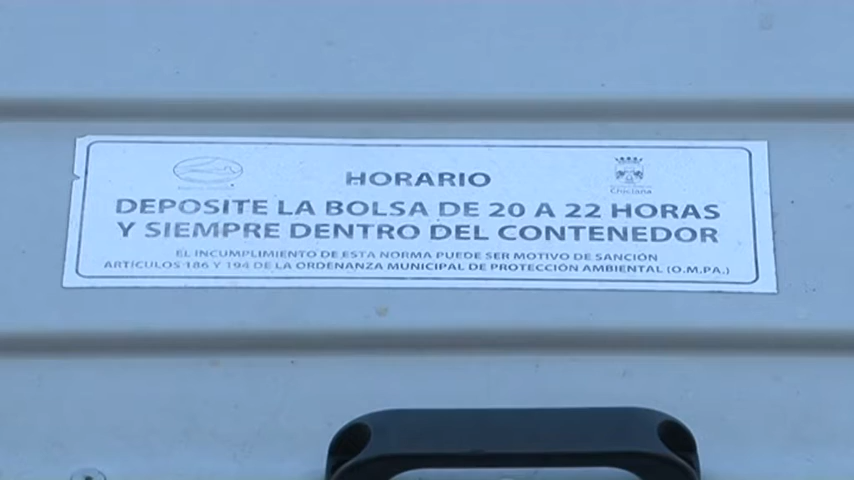 HORARIO
Chiclana
DEPOSITE LA BOLSA DE 20 A 22 HORAS
Y SIEMPRE DENTRO DEL CONTENEDOR
EL INCUMPLIMIENTO DE ESTA NORMA PUEDE SER MOTIVO DE SANCIÓN
ARTÍCULOS 186 Y 194 DE LA ORDENANZA MUNICIPAL DE PROTECCIÓN AMBIENTAL (O.M.P.A.)